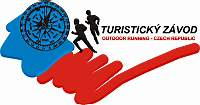 TURISTICKÝ ZÁVOD
OUTDOOR RUNNING - CZECH REPUBLIC